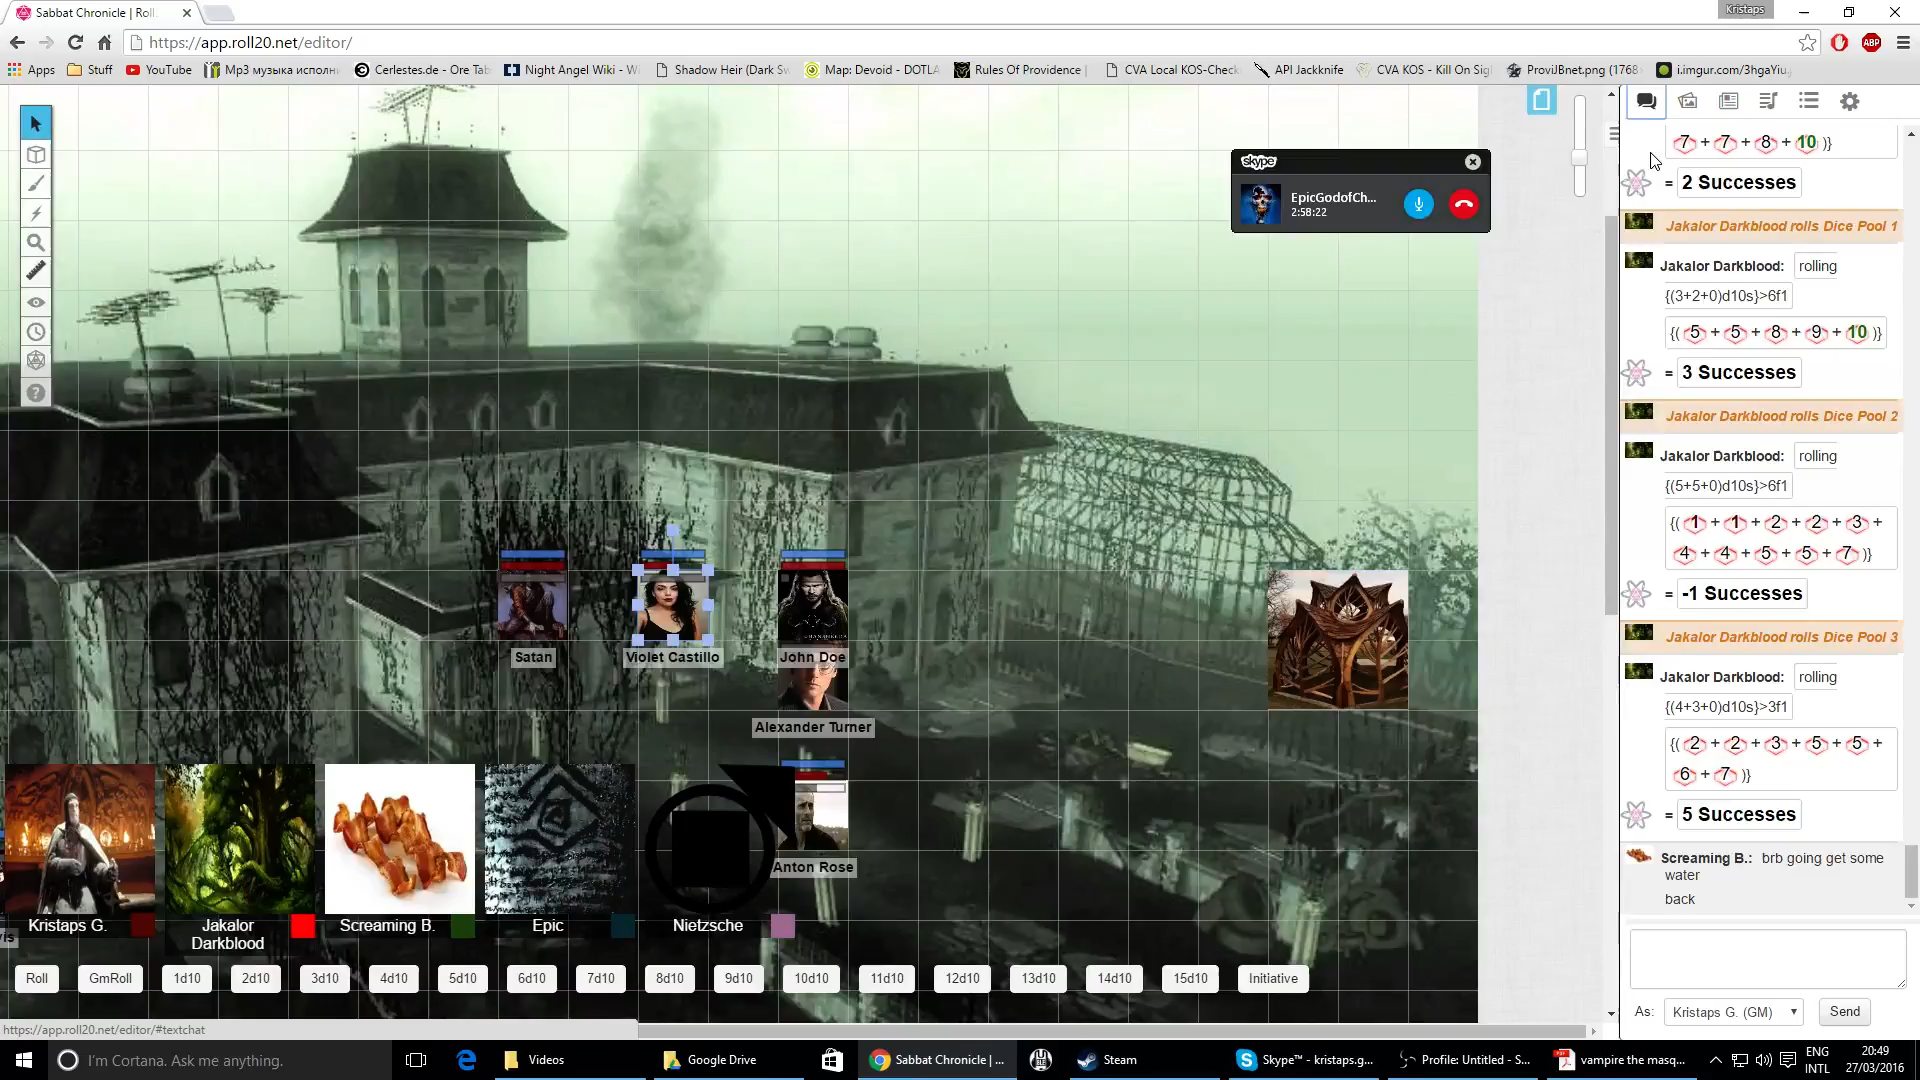 Sabbat Chronicle | Roll
Kristaps
https://app.roll20.net/editor/
Apps
Stuff
YouTube
Mp3 музыка исполни
Cerlestes.de - Ore Tab
Night Angel Wiki - Wi
Shadow Heir (Dark Sw
Map: Devoid - DOTLA
Rules Of Providence |
CVA Local KOS-Check
API Jackknife
CVA KOS - Kill On Sigh
ProviJBnet.png (1768
i.imgur.com/3hgaYiu.
skype
EpicGodofCh...
2:58:22
7 + 7 + 8 + 10 )}
= 2 Successes
Jakalor Darkblood rolls Dice Pool 1
Jakalor Darkblood: rolling
{(3+2+0)d10s}>6f1
{( 5 + 5 + 8 + 9 + 10 )}
= 3 Successes
Jakalor Darkblood rolls Dice Pool 2
Jakalor Darkblood: rolling
{(5+5+0)d10s}>6f1
{( 1 + 1 + 2 + 2 + 3 +
4 + 4 + 5 + 5 + 7 )}
= -1 Successes
Jakalor Darkblood rolls Dice Pool 3
Jakalor Darkblood: rolling
{(4+3+0)d10s}>3f1
{( 2 + 2 + 3 + 5 + 5 +
6 + 7 )}
= 5 Successes
Screaming B.: brb going get some
water
back
As: Kristaps G. (GM) Send
Satan
Violet Castillo
John Doe
Alexander Turner
Anton Rose
Kristaps G.
Jakalor
Darkblood
Screaming B.
Epic
Nietzsche
Roll GmRoll 1d10 2d10 3d10 4d10 5d10 6d10 7d10 8d10 9d10 10d10 11d10 12d10 13d10 14d10 15d10 Initiative
https://app.roll20.net/editor/#textchat
I'm Cortana. Ask me anything.
Videos
Google Drive
Sabbat Chronicle | ...
Steam
Skype™ - kristaps.g...
Profile: Untitled - S...
vampire the masq...
ENG
INTL
20:49
27/03/2016